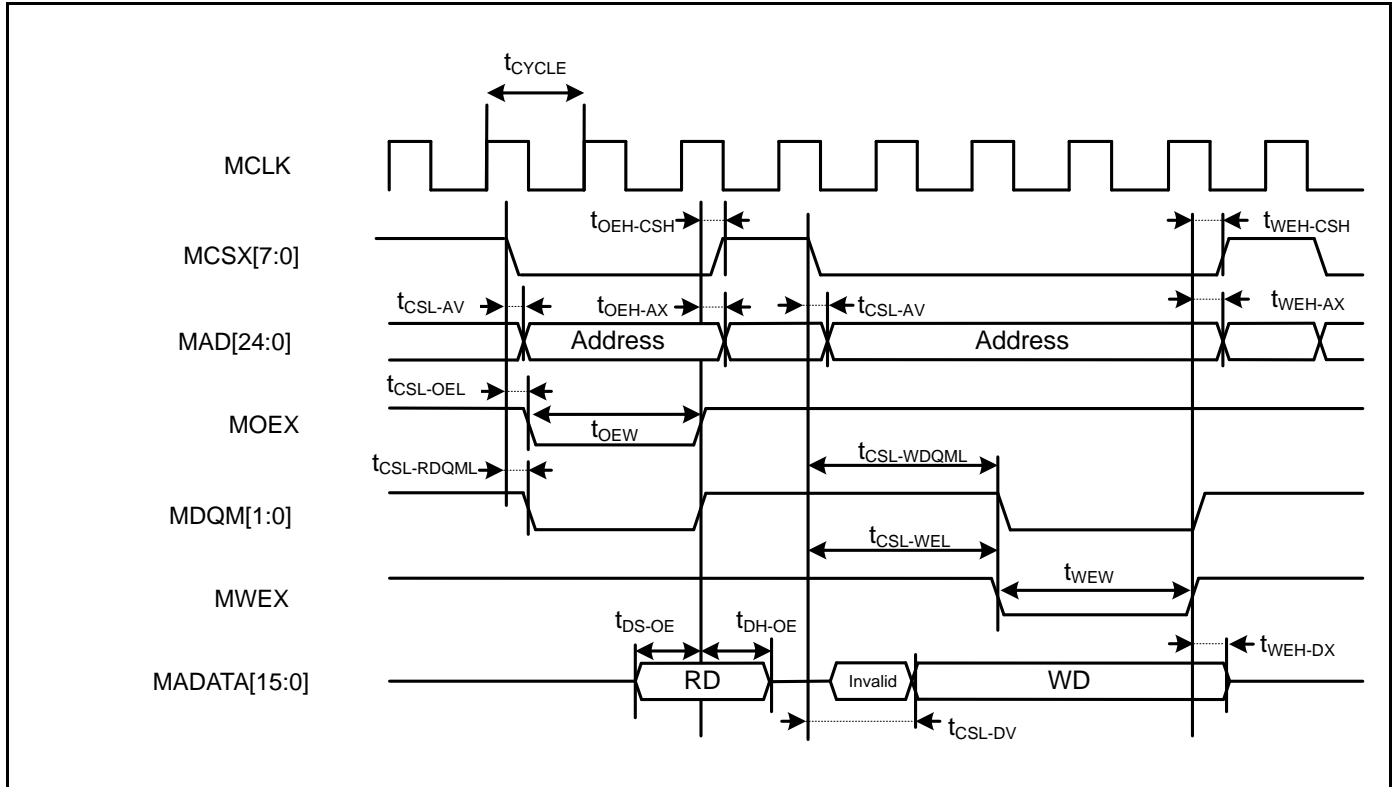 tCYCLE
MCLK
tOEH-CSH
tWEH-CSH
MCSX[7:0]
tCSL-AV
tOEH-AX
tCSL-AV
tWEH-AX
MAD[24:0]
Address
Address
tCSL-OEL
MOEX
tOEW
tCSL-WDQML
tCSL-RDQML
MDQM[1:0]
tCSL-WEL
tWEW
MWEX
tDS-OE
tDH-OE
tWEH-DX
MADATA[15:0]
RD
Invalid
WD
tCSL-DV